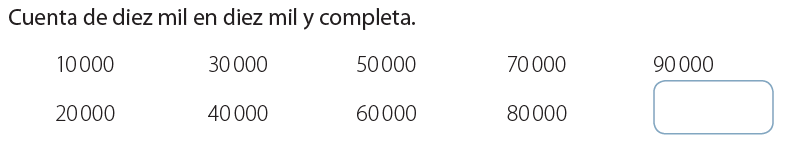 Cuenta de diez mil en diez mil y completa.
10 000 30 000 50 000 70 000 90 000
20 000 40 000 60 000 80 000